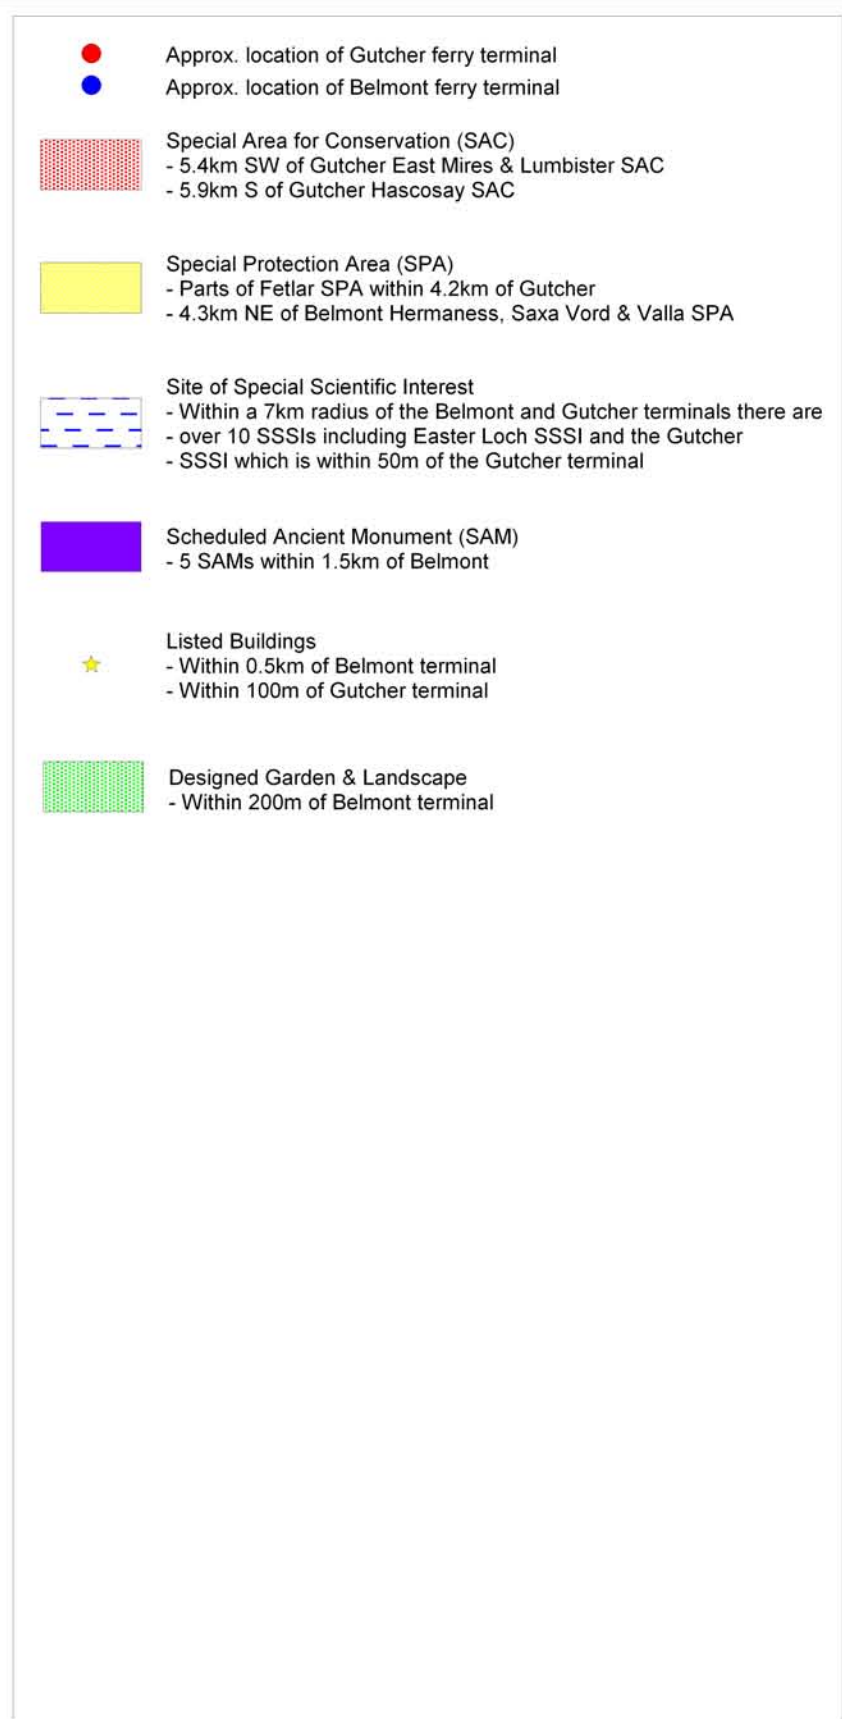 Approx. location of Gutcher ferry terminal
Approx. location of Belmont ferry terminal
Special Area for Conservation (SAC)
- 5.4km SW of Gutcher East Mires & Lumbister SAC
- 5.9km S of Gutcher Hascosay SAC
Special Protection Area (SPA)
- Parts of Fetlar SPA within 4.2km of Gutcher
- 4.3km NE of Belmont Hermaness, Saxa Vord & Valla SPA
Site of Special Scientific Interest
- Within a 7km radius of the Belmont and Gutcher terminals there are
- over 10 SSSIs including Easter Loch SSSI and the Gutcher
- SSSI which is within 50m of the Gutcher terminal
Scheduled Ancient Monument (SAM)
- 5 SAMs within 1.5km of Belmont
Listed Buildings
- Within 0.5km of Belmont terminal
- Within 100m of Gutcher terminal
Designed Garden & Landscape
- Within 200m of Belmont terminal